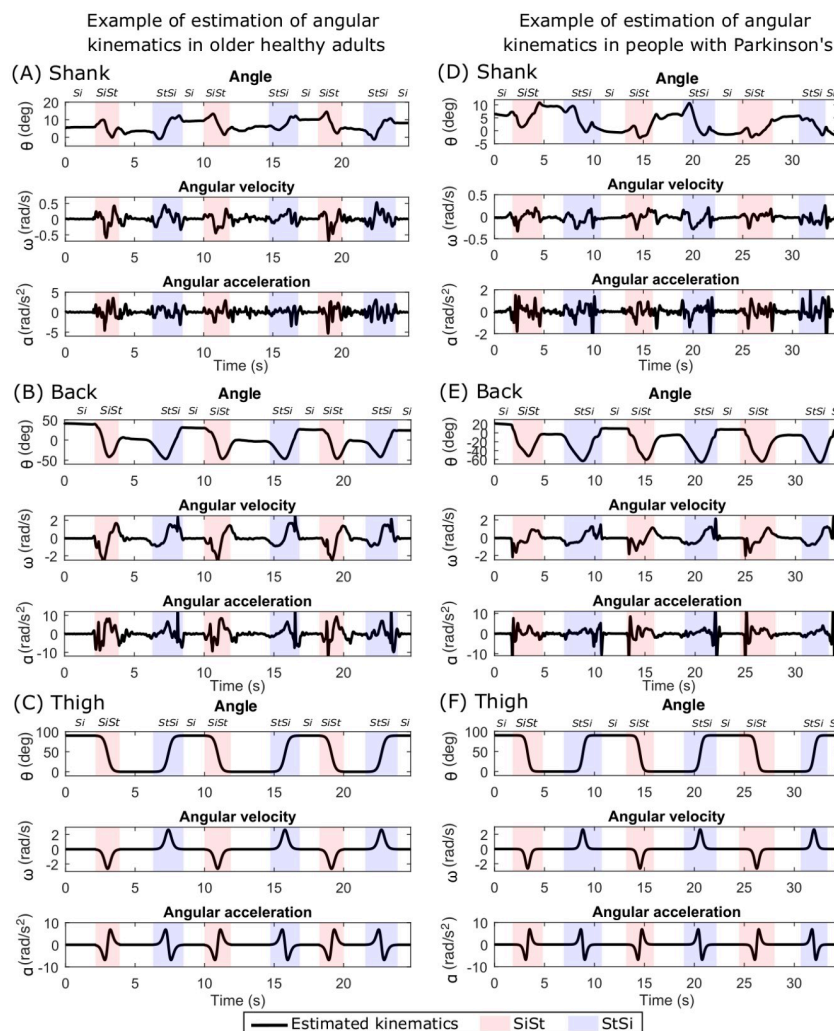 Example of estimation of angular
kinematics in older healthy adults
(A) Shank
Angle
Si SiSt StSi Si SiSt StSi Si SiSt StSi
θ (deg)
20
10
0
0 5 10 15 20
Angular velocity
ω (rad/s)
0.5
0
-0.5
0 5 10 15 20
Angular acceleration
α (rad/s²)
5
0
-5
0 5 10 15 20
Time (s)
(B) Back
Angle
Si SiSt StSi Si SiSt StSi Si SiSt StSi Si
θ (deg)
50
0
-50
0 5 10 15 20
Angular velocity
ω (rad/s)
2
0
-2
0 5 10 15 20
Angular acceleration
α (rad/s²)
10
0
-10
0 5 10 15 20
Time (s)
(C) Thigh
Angle
Si SiSt StSi Si SiSt StSi Si SiSt StSi Si
θ (deg)
100
50
0
0 5 10 15 20
Angular velocity
ω (rad/s)
2
0
-2
0 5 10 15 20
Angular acceleration
α (rad/s²)
10
0
-10
0 5 10 15 20
Time (s)
Example of estimation of angular
kinematics in people with Parkinson's
(D) Shank
Angle
Si SiSt StSi Si SiSt StSi Si SiSt StSi
θ (deg)
10
5
0
-5
0 5 10 15 20 25 30
Angular velocity
ω (rad/s)
0.5
0
-0.5
0 5 10 15 20 25 30
Angular acceleration
α (rad/s²)
2
0
-2
0 5 10 15 20 25 30
Time (s)
(E) Back
Angle
Si SiSt StSi Si SiSt StSi Si SiSt StSi
θ (deg)
20
0
-20
-40
-60
0 5 10 15 20 25 30
Angular velocity
ω (rad/s)
2
0
-2
0 5 10 15 20 25 30
Angular acceleration
α (rad/s²)
10
0
-10
0 5 10 15 20 25 30
Time (s)
(F) Thigh
Angle
Si SiSt StSi Si SiSt StSi Si SiSt StSi
θ (deg)
100
50
0
0 5 10 15 20 25 30
Angular velocity
ω (rad/s)
2
0
-2
0 5 10 15 20 25 30
Angular acceleration
α (rad/s²)
10
0
-10
0 5 10 15 20 25 30
Time (s)
Estimated kinematics SiSt StSi